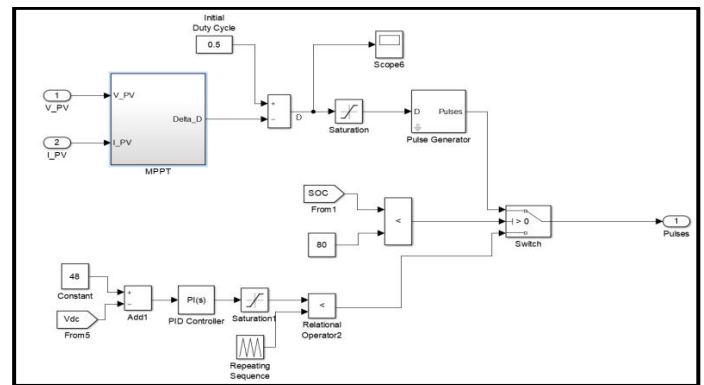 Initial
Duty Cycle
0.5
Scope6
1
V_PV
V_PV
Delta_D
+
−
D
Saturation
D
Pulses
Pulse Generator
2
I_PV
I_PV
MPPT
SOC
From1
<
80
> 0
Switch
1
Pulses
48
Constant
+
−
Add1
Vdc
From5
PI(s)
PID Controller
Saturation1
<
Relational
Operator2
Repeating
Sequence